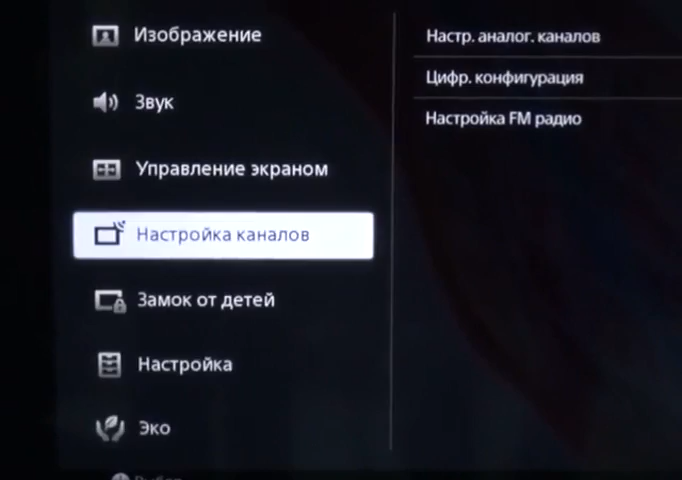 Изображение
Звук
Управление экраном
Настройка каналов
Замок от детей
Настройка
Эко
Настр. аналог. каналов
Цифр. конфигурация
Настройка FM радио